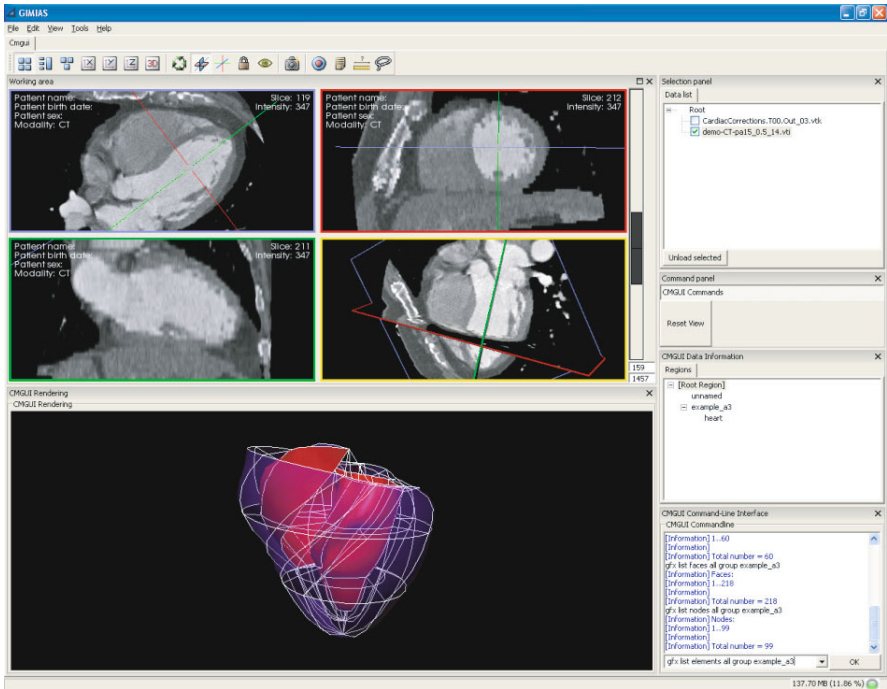 GIMIAS
File Edit View Tools Help
Cmgui
X Y Z 3D
Working area
Patient name:
Patient birth date:
Patient sex:
Modality: CT
Slice: 119
Intensity: 347
Patient name:
Patient birth date:
Patient sex:
Modality: CT
Slice: 212
Intensity: 347
Patient name:
Patient birth date:
Patient sex:
Modality: CT
Slice: 211
Intensity: 347
159
1457
CMGUI Rendering
CMGUI Rendering
Selection panel
Data list
Root
CardiacCorrections.T00.Out_03.vtk
demo-CT-pa15_0.5_14.vti
Unload selected
Command panel
CMGUI Commands
Reset View
CMGUI Data Information
Regions
[Root Region]
unnamed
example_a3
heart
CMGUI Command-Line Interface
CMGUI Commandline
[Information] 1..60
[Information]
[Information] Total number = 60
gfx list faces all group example_a3
[Information] Faces:
[Information] 1..218
[Information]
[Information] Total number = 218
gfx list nodes all group example_a3
[Information] Nodes:
[Information] 1..99
[Information]
[Information] Total number = 99
gfx list elements all group example_a3
OK
137.70 MB (11.86 %)